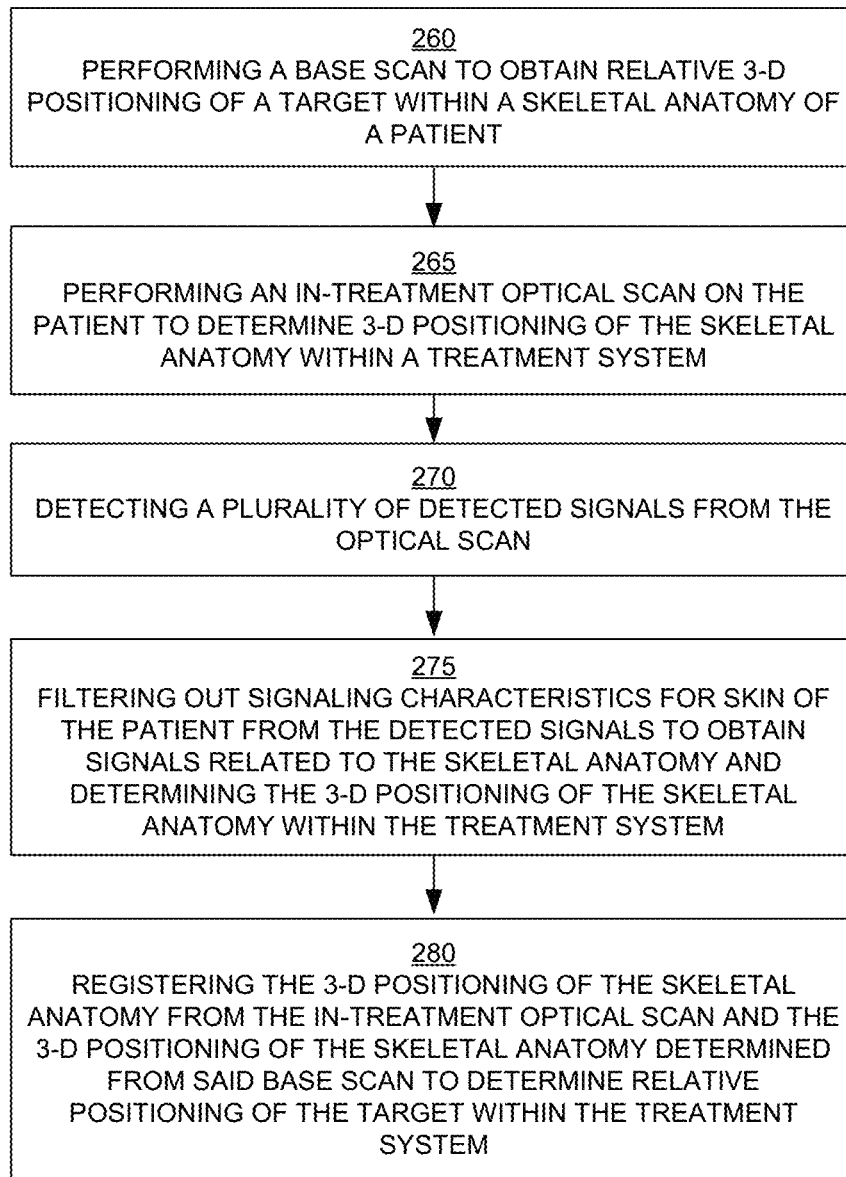 260
PERFORMING A BASE SCAN TO OBTAIN RELATIVE 3-D
POSITIONING OF A TARGET WITHIN A SKELETAL ANATOMY OF
A PATIENT
265
PERFORMING AN IN-TREATMENT OPTICAL SCAN ON THE
PATIENT TO DETERMINE 3-D POSITIONING OF THE SKELETAL
ANATOMY WITHIN A TREATMENT SYSTEM
270
DETECTING A PLURALITY OF DETECTED SIGNALS FROM THE
OPTICAL SCAN
275
FILTERING OUT SIGNALING CHARACTERISTICS FOR SKIN OF
THE PATIENT FROM THE DETECTED SIGNALS TO OBTAIN
SIGNALS RELATED TO THE SKELETAL ANATOMY AND
DETERMINING THE 3-D POSITIONING OF THE SKELETAL
ANATOMY WITHIN THE TREATMENT SYSTEM
280
REGISTERING THE 3-D POSITIONING OF THE SKELETAL
ANATOMY FROM THE IN-TREATMENT OPTICAL SCAN AND THE
3-D POSITIONING OF THE SKELETAL ANATOMY DETERMINED
FROM SAID BASE SCAN TO DETERMINE RELATIVE
POSITIONING OF THE TARGET WITHIN THE TREATMENT
SYSTEM